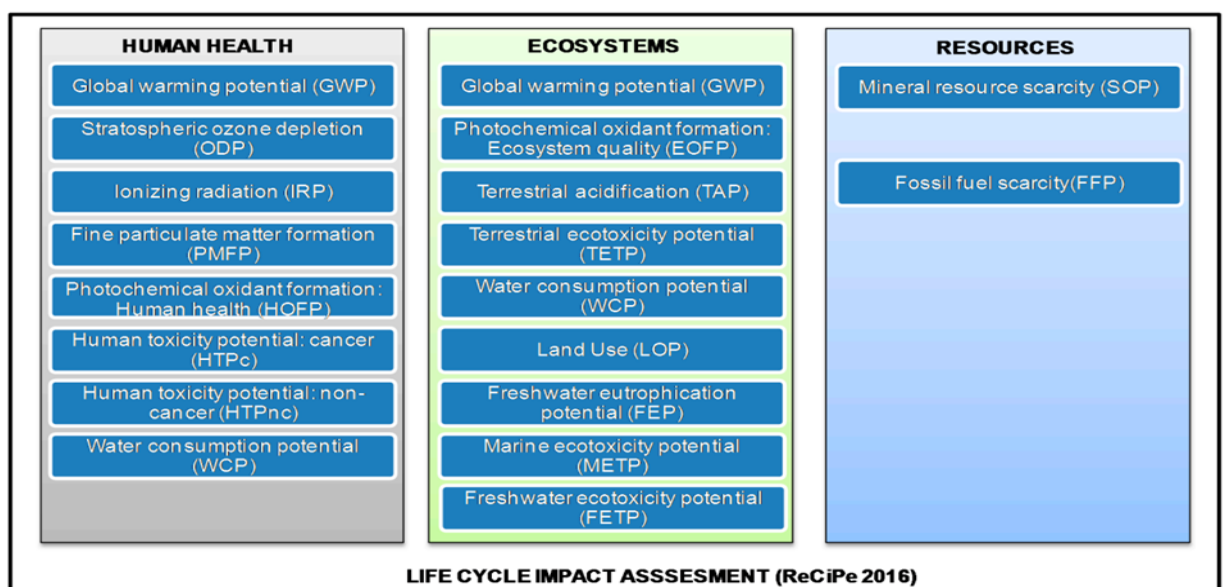 HUMAN HEALTH
Global warming potential (GWP)
Stratospheric ozone depletion
(ODP)
Ionizing radiation (IRP)
Fine particulate matter formation
(PMFP)
Photochemical oxidant formation:
Human health (HOFP)
Human toxicity potential: cancer
(HTPc)
Human toxicity potential: non-
cancer (HTPnc)
Water consumption potential
(WCP)
ECOSYSTEMS
Global warming potential (GWP)
Photochemical oxidant formation:
Ecosystem quality (EOFP)
Terrestrial acidification (TAP)
Terrestrial ecotoxicity potential
(TETP)
Water consumption potential
(WCP)
Land Use (LOP)
Freshwater eutrophication
potential (FEP)
Marine ecotoxicity potential
(METP)
Freshwater ecotoxicity potential
(FETP)
RESOURCES
Mineral resource scarcity (SOP)
Fossil fuel scarcity(FFP)
LIFE CYCLE IMPACT ASSSESMENT (ReCiPe 2016)